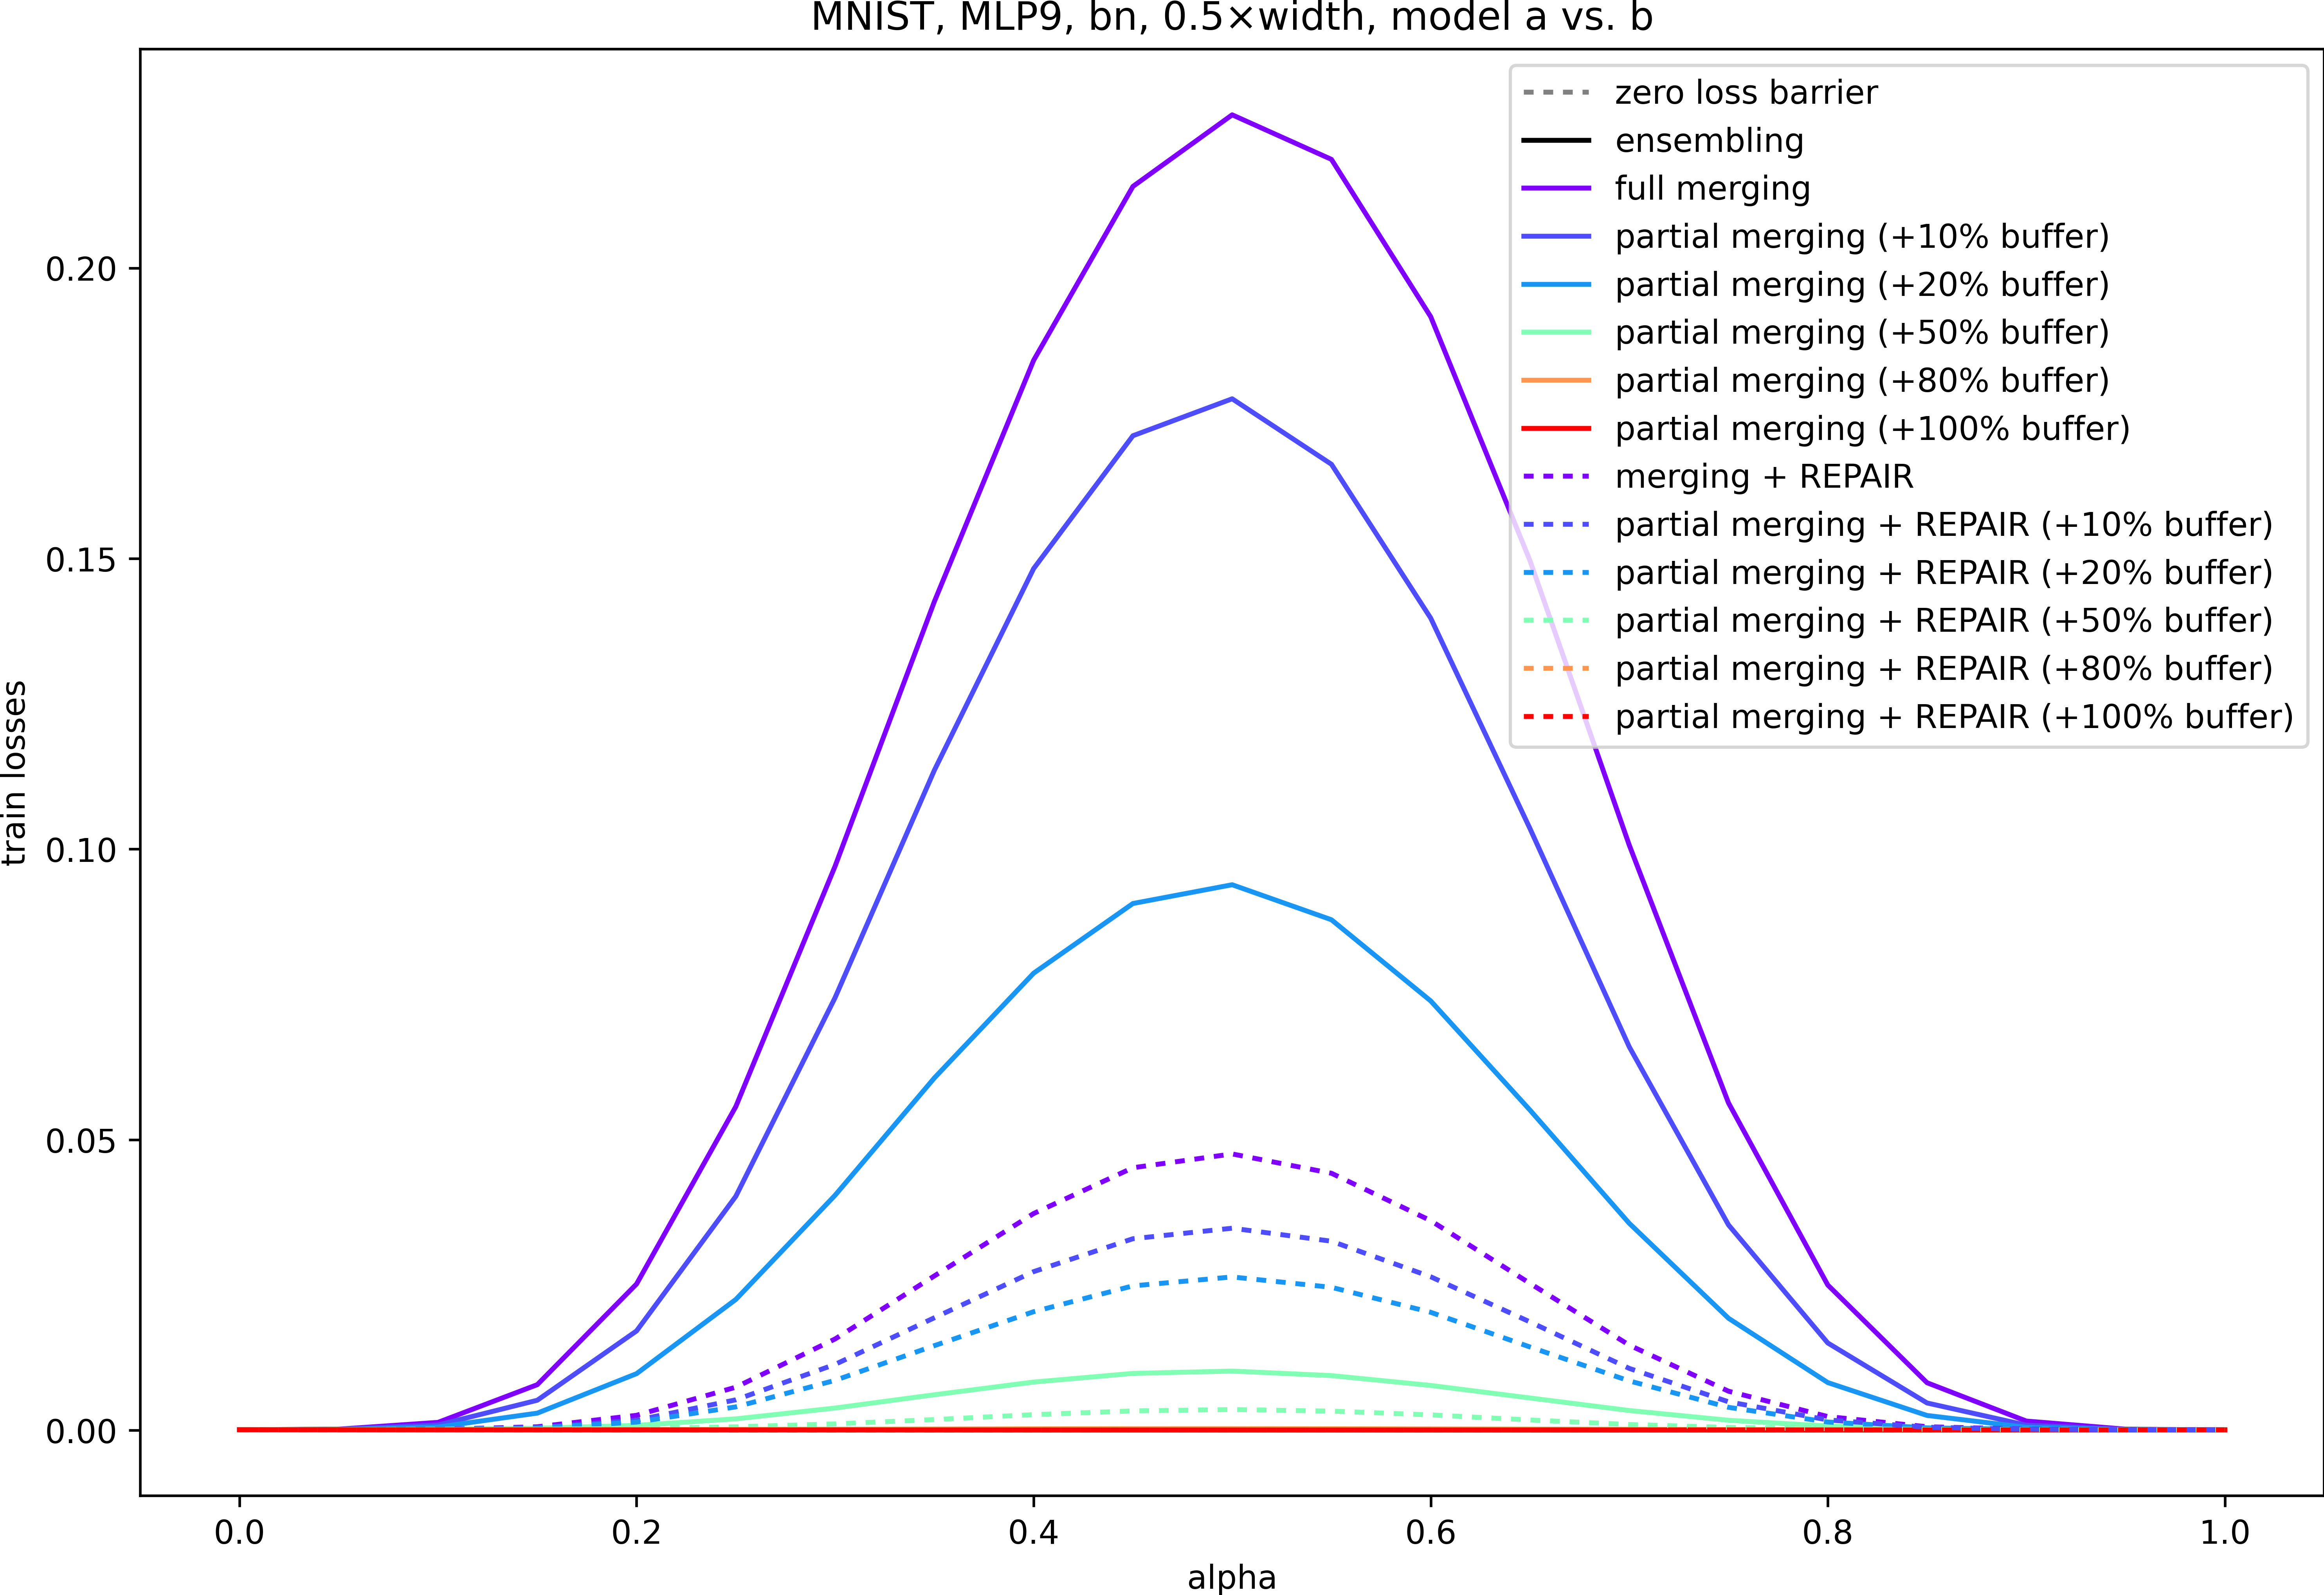 MNIST, MLP9, bn, 0.5×width, model a vs. b
zero loss barrier
ensembling
full merging
partial merging (+10% buffer)
partial merging (+20% buffer)
partial merging (+50% buffer)
partial merging (+80% buffer)
partial merging (+100% buffer)
merging + REPAIR
partial merging + REPAIR (+10% buffer)
partial merging + REPAIR (+20% buffer)
partial merging + REPAIR (+50% buffer)
partial merging + REPAIR (+80% buffer)
partial merging + REPAIR (+100% buffer)
train losses
0.20
0.15
0.10
0.05
0.00
0.0 0.2 0.4 0.6 0.8 1.0
alpha